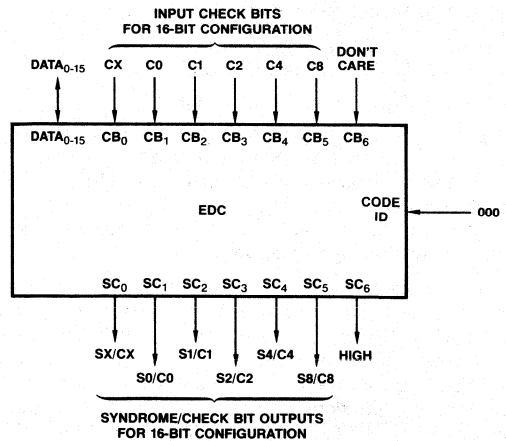 INPUT CHECK BITS
FOR 16-BIT CONFIGURATION
DATA0-15 CX C0 C1 C2 C4 C8 DON'T CARE
DATA0-15 CB0 CB1 CB2 CB3 CB4 CB5 CB6
EDC
CODE ID
000
SC0 SC1 SC2 SC3 SC4 SC5 SC6
SX/CX S1/C1 S4/C4 HIGH
S0/C0 S2/C2 S8/C8
SYNDROME/CHECK BIT OUTPUTS
FOR 16-BIT CONFIGURATION